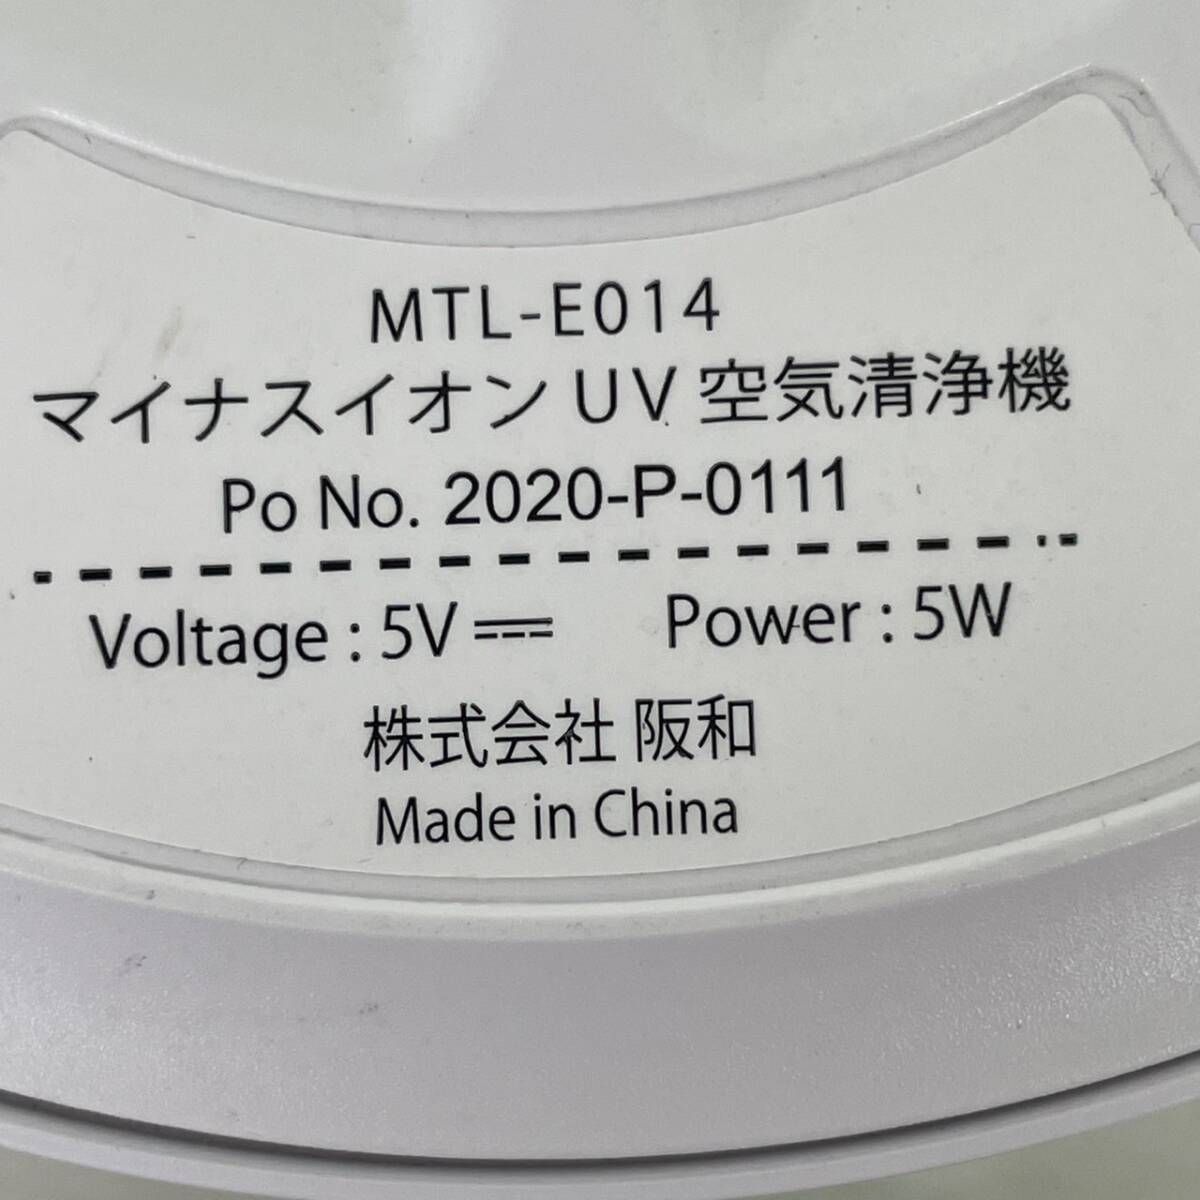 MTL-E014
マイナスイオン UV 空気清浄機
Po No. 2020-P-0111
Voltage : 5V ⎓ Power : 5W
株式会社 阪和
Made in China